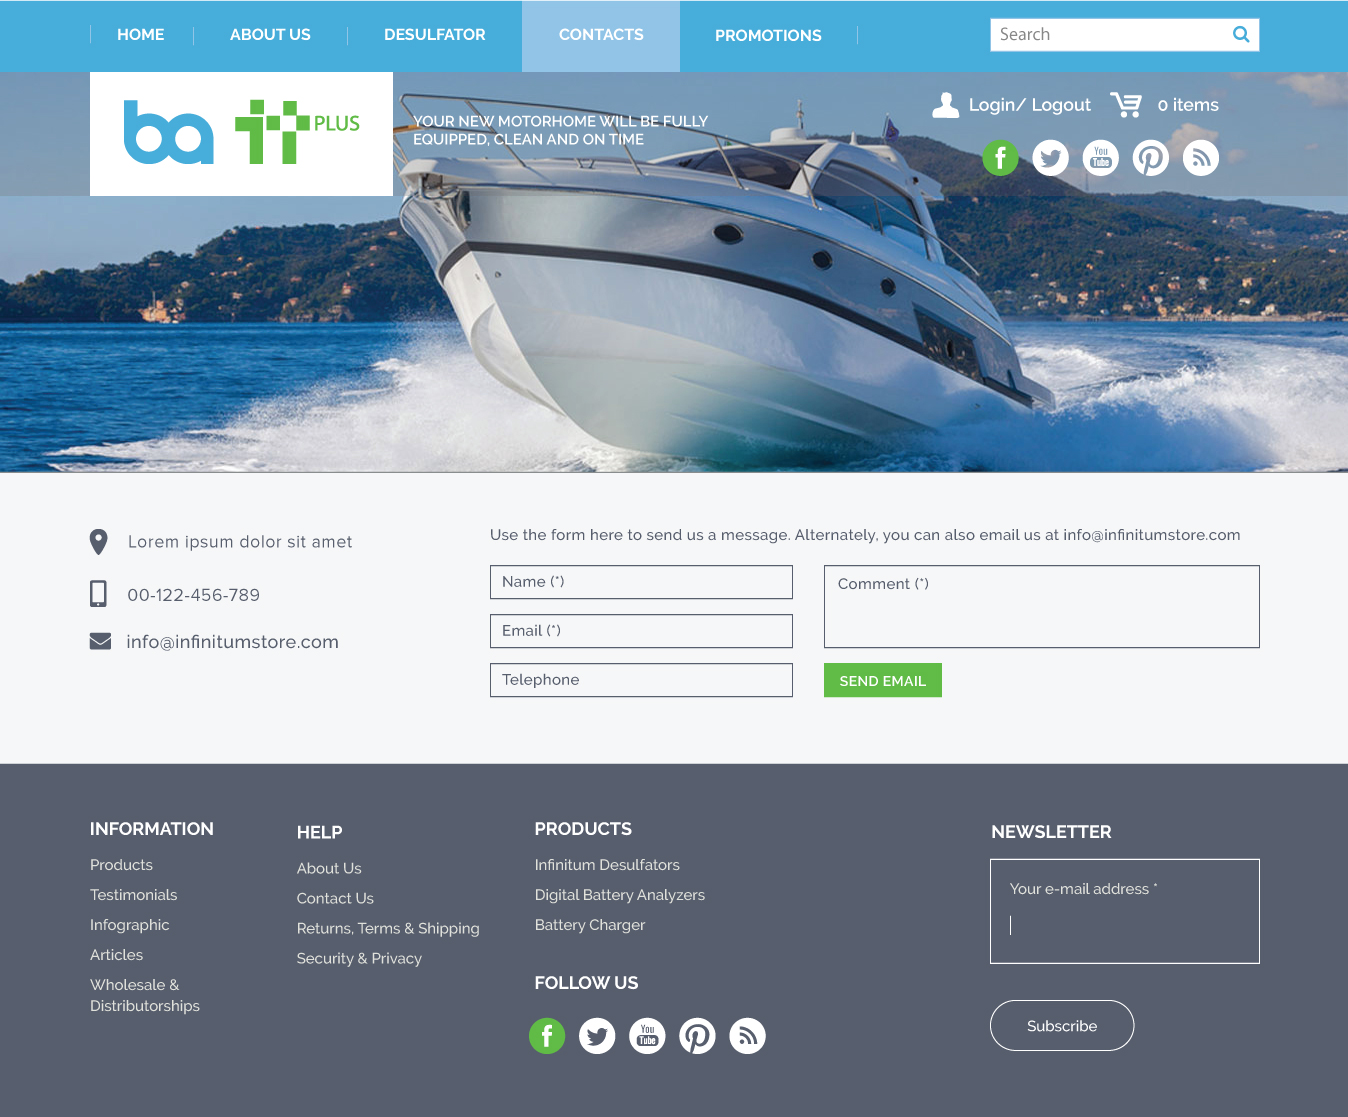 HOME
ABOUT US
DESULFATOR
CONTACTS
PROMOTIONS
Search
ba tt PLUS
YOUR NEW MOTORHOME WILL BE FULLY
EQUIPPED, CLEAN AND ON TIME
Login/ Logout
0 items
You
Tube
Lorem ipsum dolor sit amet
00-122-456-789
info@infinitumstore.com
Use the form here to send us a message. Alternately, you can also email us at info@infinitumstore.com
Name (*)
Email (*)
Telephone
Comment (*)
SEND EMAIL
INFORMATION
Products
Testimonials
Infographic
Articles
Wholesale &
Distributorships
HELP
About Us
Contact Us
Returns, Terms & Shipping
Security & Privacy
PRODUCTS
Infinitum Desulfators
Digital Battery Analyzers
Battery Charger
FOLLOW US
You
Tube
NEWSLETTER
Your e-mail address *
Subscribe